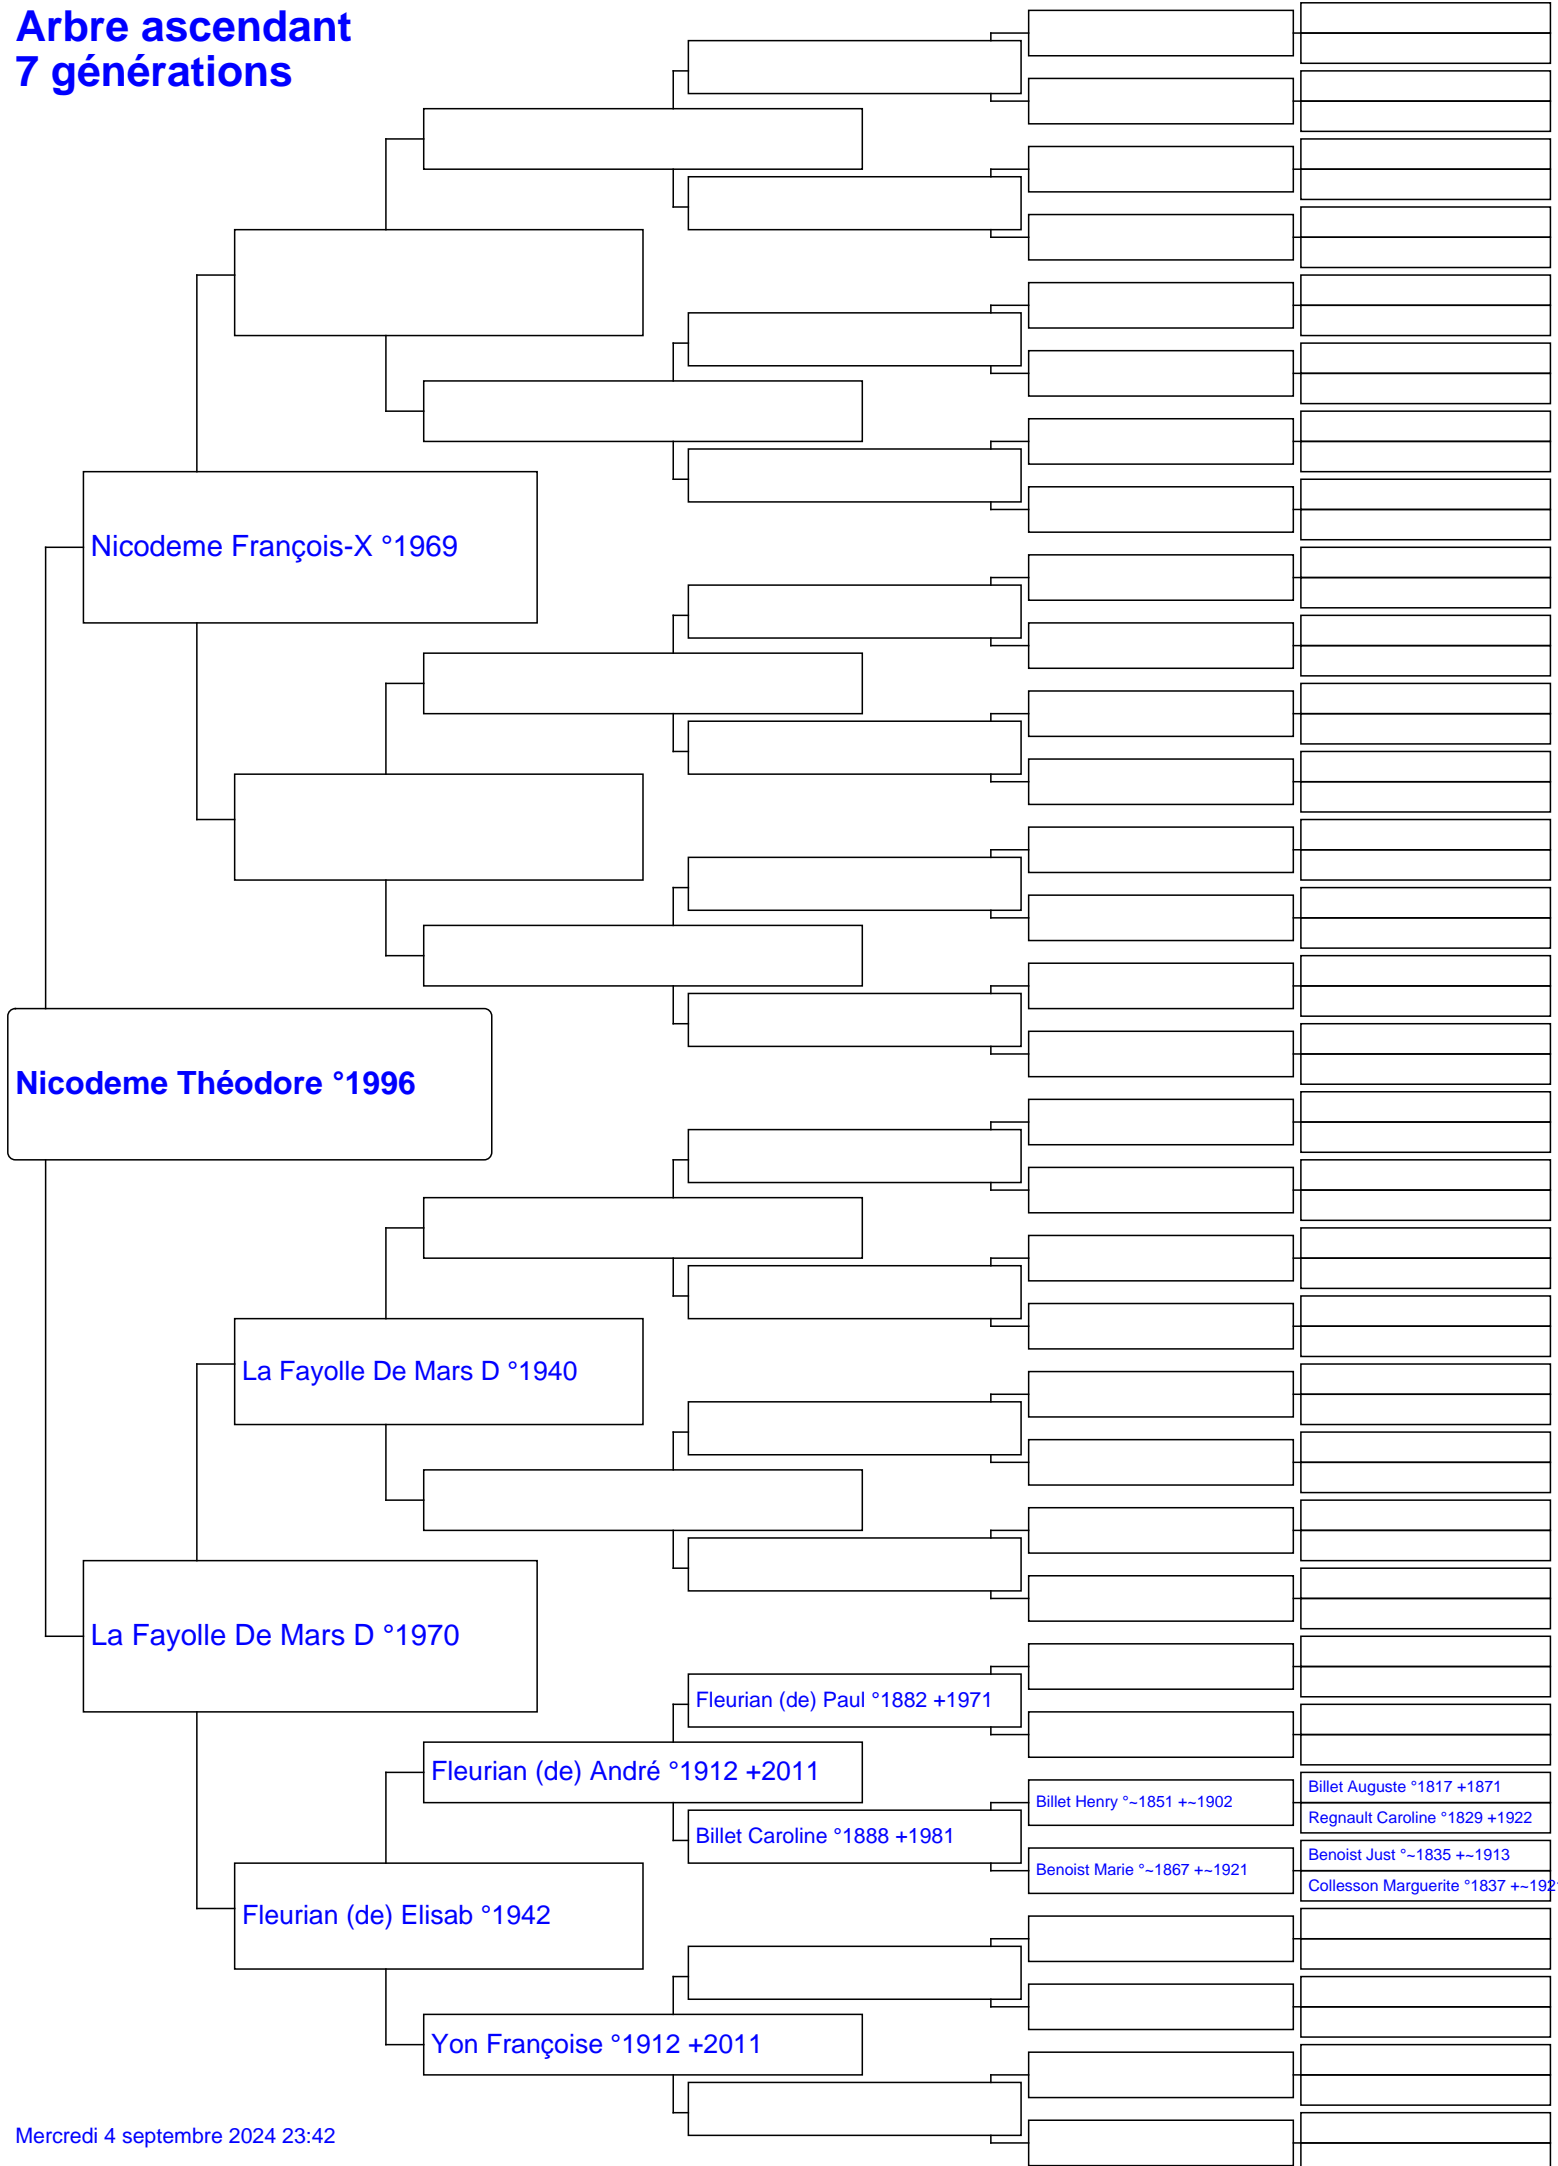 Arbre ascendant
7 générations
Nicodeme François-X °1969
Nicodeme Théodore °1996
La Fayolle De Mars D °1940
La Fayolle De Mars D °1970
Fleurian (de) Paul °1882 +1971
Fleurian (de) André °1912 +2011
Billet Auguste °1817 +1871
Billet Henry °~1851 +~1902
Regnault Caroline °1829 +1922
Billet Caroline °1888 +1981
Benoist Just °~1835 +~1913
Benoist Marie °~1867 +~1921
Collesson Marguerite °1837 +~192
Fleurian (de) Elisab °1942
Yon Françoise °1912 +2011
Mercredi 4 septembre 2024 23:42